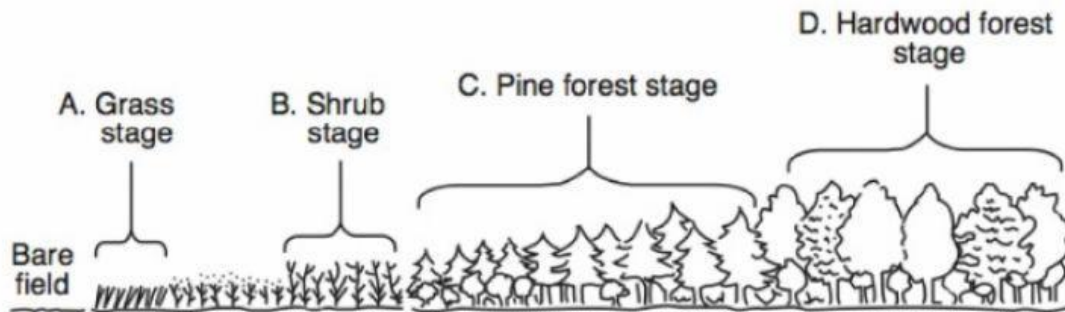 Bare
field
A. Grass
stage
B. Shrub
stage
C. Pine forest stage
D. Hardwood forest
stage